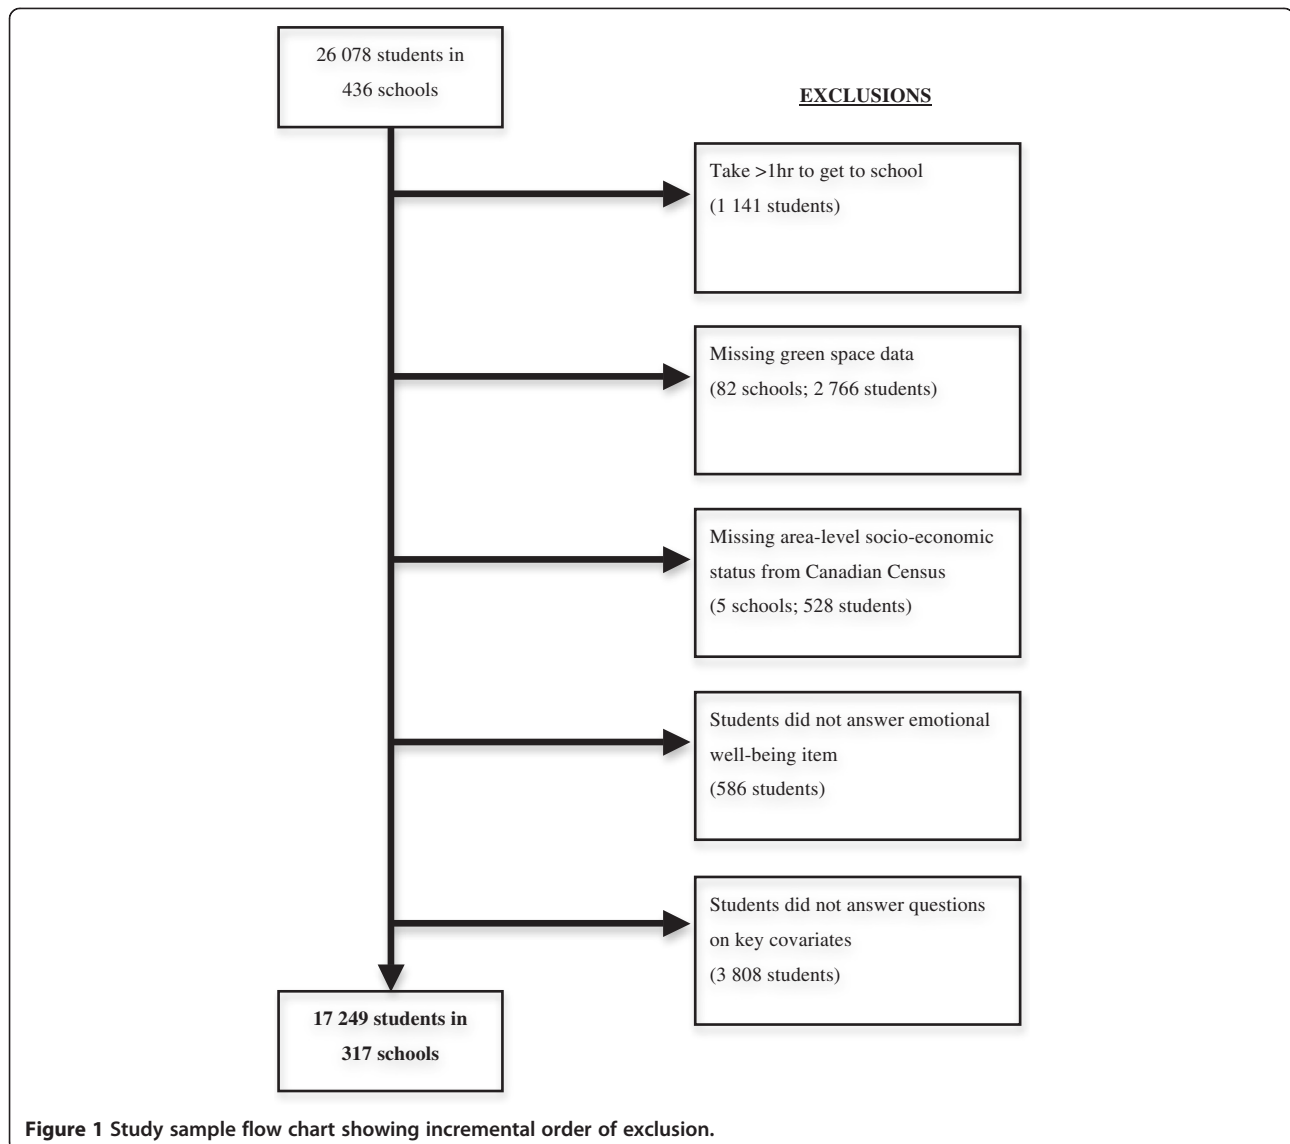 26 078 students in
436 schools
EXCLUSIONS
Take >1hr to get to school
(1 141 students)
Missing green space data
(82 schools; 2 766 students)
Missing area-level socio-economic
status from Canadian Census
(5 schools; 528 students)
Students did not answer emotional
well-being item
(586 students)
Students did not answer questions
on key covariates
(3 808 students)
17 249 students in
317 schools
Figure 1 Study sample flow chart showing incremental order of exclusion.